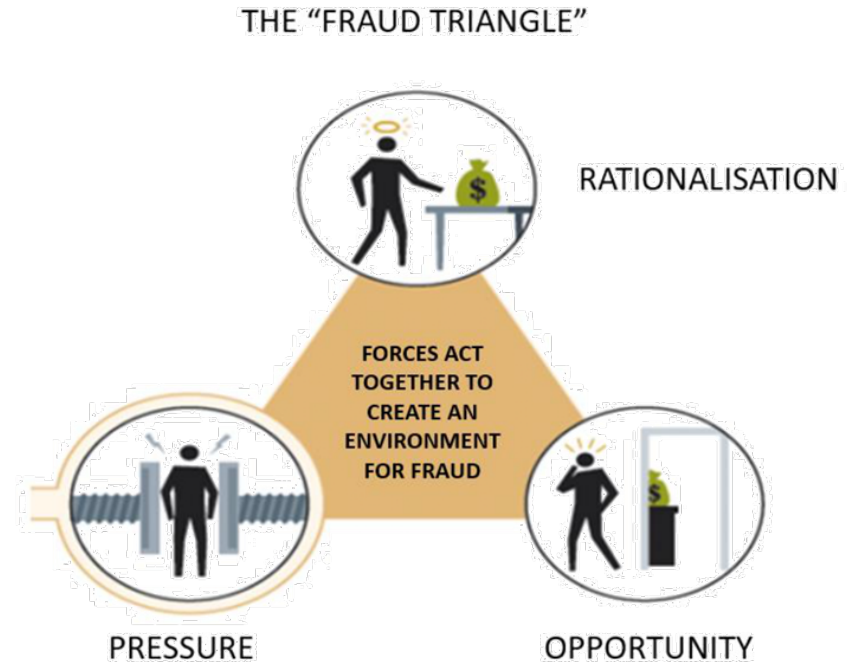 THE “FRAUD TRIANGLE”
$
RATIONALISATION
FORCES ACT
TOGETHER TO
CREATE AN
ENVIRONMENT
FOR FRAUD
$
PRESSURE
OPPORTUNITY